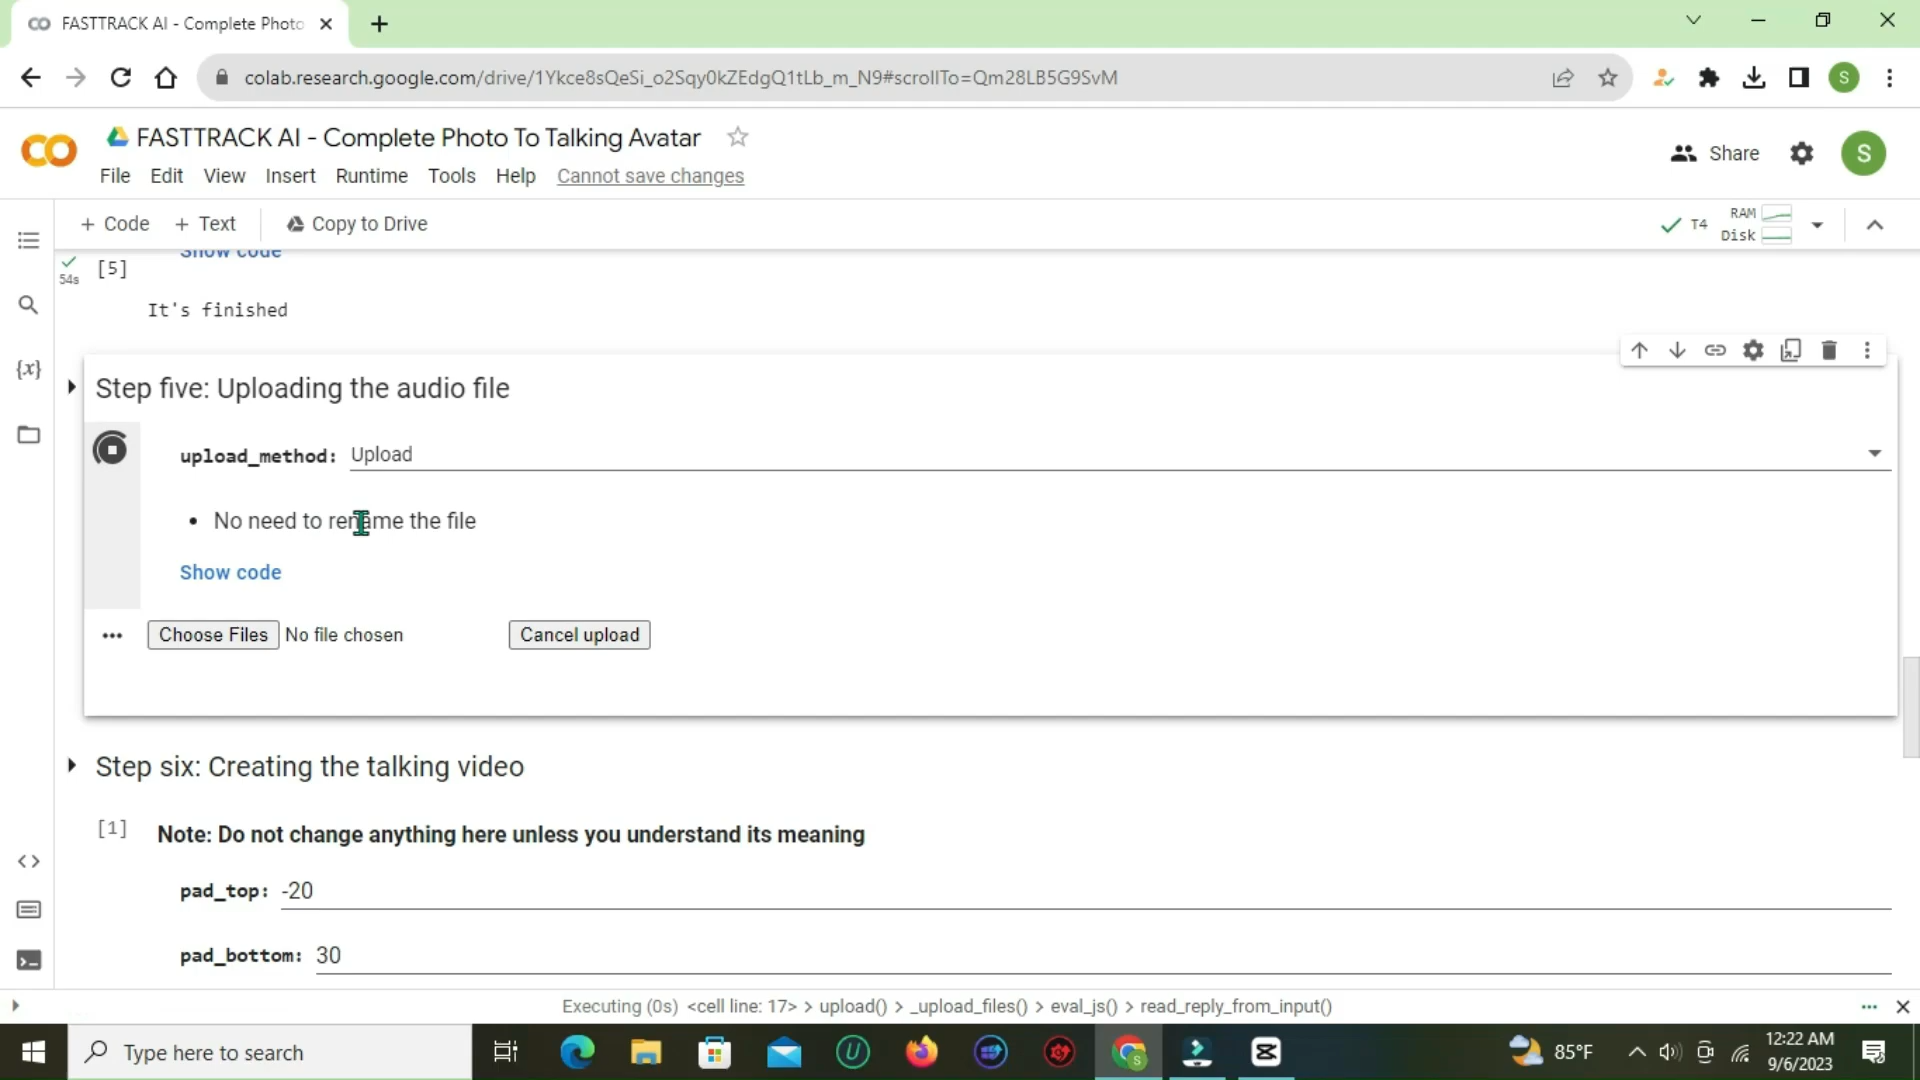 FASTTRACK AI - Complete Photo
colab.research.google.com/drive/1Ykce8sQeSi_o2Sqy0kZEdgQ1tLb_m_N9#scrollTo=Qm28LB5G9SvM
S
FASTTRACK AI - Complete Photo To Talking Avatar
Share
S
File Edit View Insert Runtime Tools Help Cannot save changes
+ Code + Text Copy to Drive
T4
RAM
Disk
Show code
54s
[5]
It's finished
{x}
Step five: Uploading the audio file
upload_method: Upload
• No need to rename the file
Show code
Choose Files No file chosen Cancel upload
Step six: Creating the talking video
[1]
Note: Do not change anything here unless you understand its meaning
pad_top: -20
pad_bottom: 30
Executing (0s) <cell line: 17> > upload() > _upload_files() > eval_js() > read_reply_from_input()
Type here to search
85°F
12:22 AM
9/6/2023